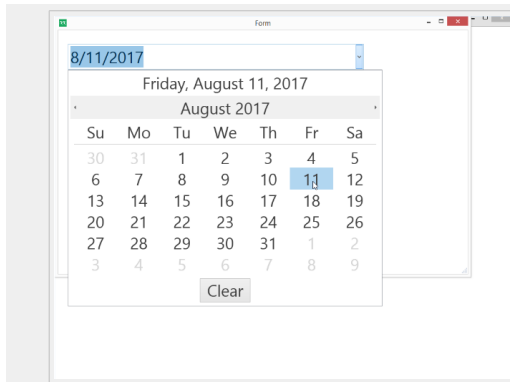 Form
8/11/2017
Friday, August 11, 2017
August 2017
Su Mo Tu We Th Fr Sa
30 31 1 2 3 4 5
6 7 8 9 10 11 12
13 14 15 16 17 18 19
20 21 22 23 24 25 26
27 28 29 30 31 1 2
3 4 5 6 7 8 9
Clear